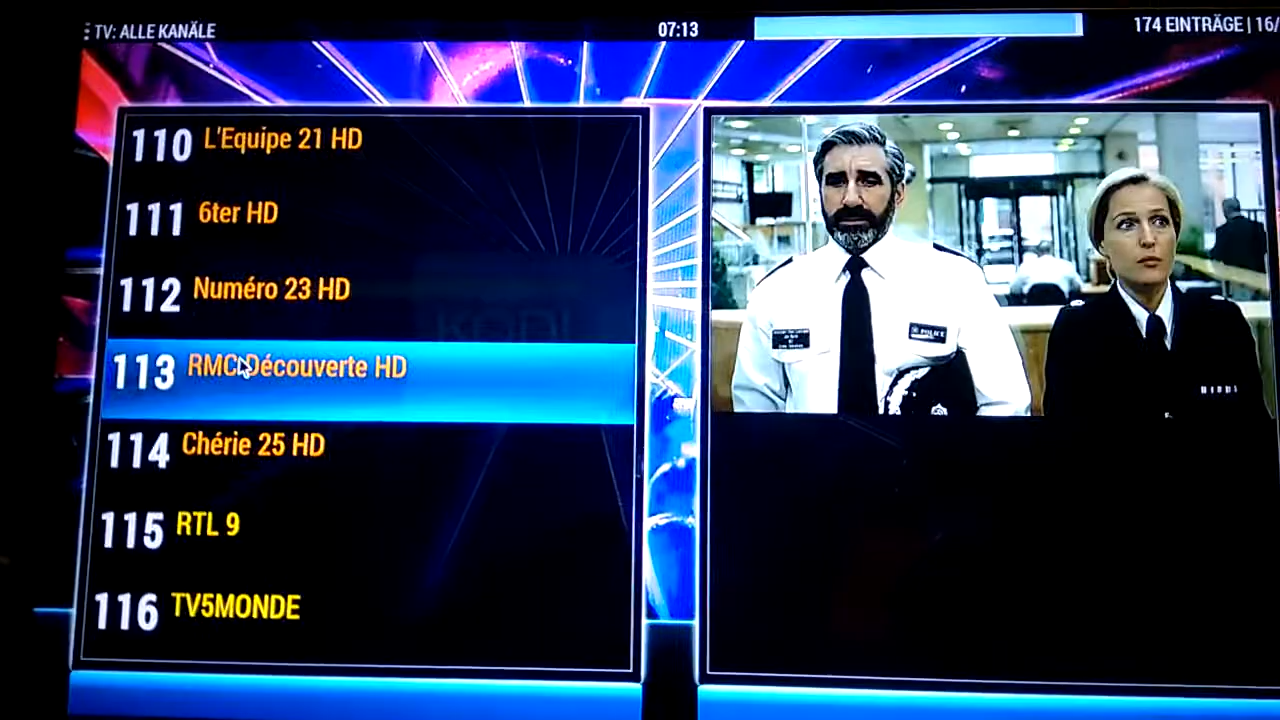 TV: ALLE KANÄLE
07:13
174 EINTRÄGE | 16/
110 L'Equipe 21 HD
111 6ter HD
112 Numéro 23 HD
113 RMC Découverte HD
114 Chérie 25 HD
115 RTL 9
116 TV5MONDE
KODI
POLICE